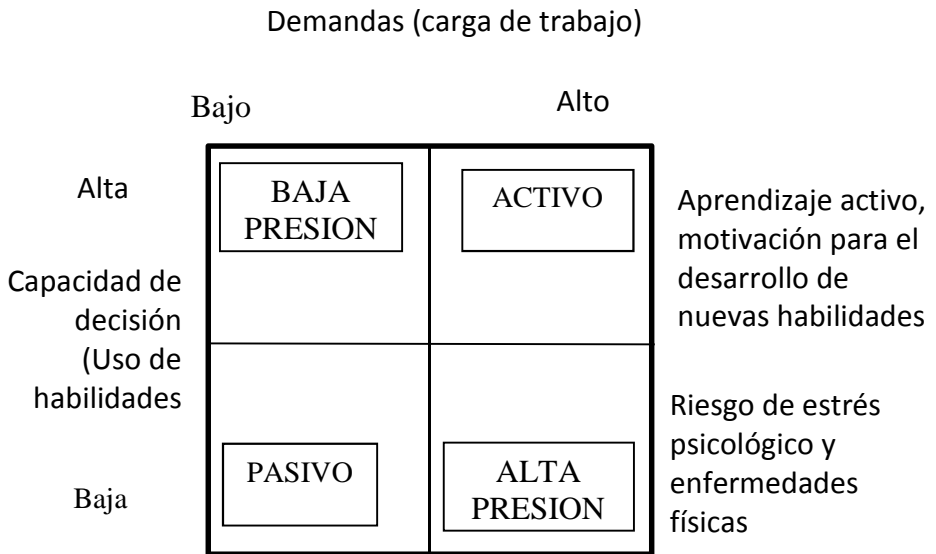 Demandas (carga de trabajo)
Bajo
Alto
Alta
BAJA
PRESION
ACTIVO
Aprendizaje activo,
motivación para el
desarrollo de
nuevas habilidades
Capacidad de
decisión
(Uso de
habilidades
Baja
PASIVO
ALTA
PRESION
Riesgo de estrés
psicológico y
enfermedades
físicas